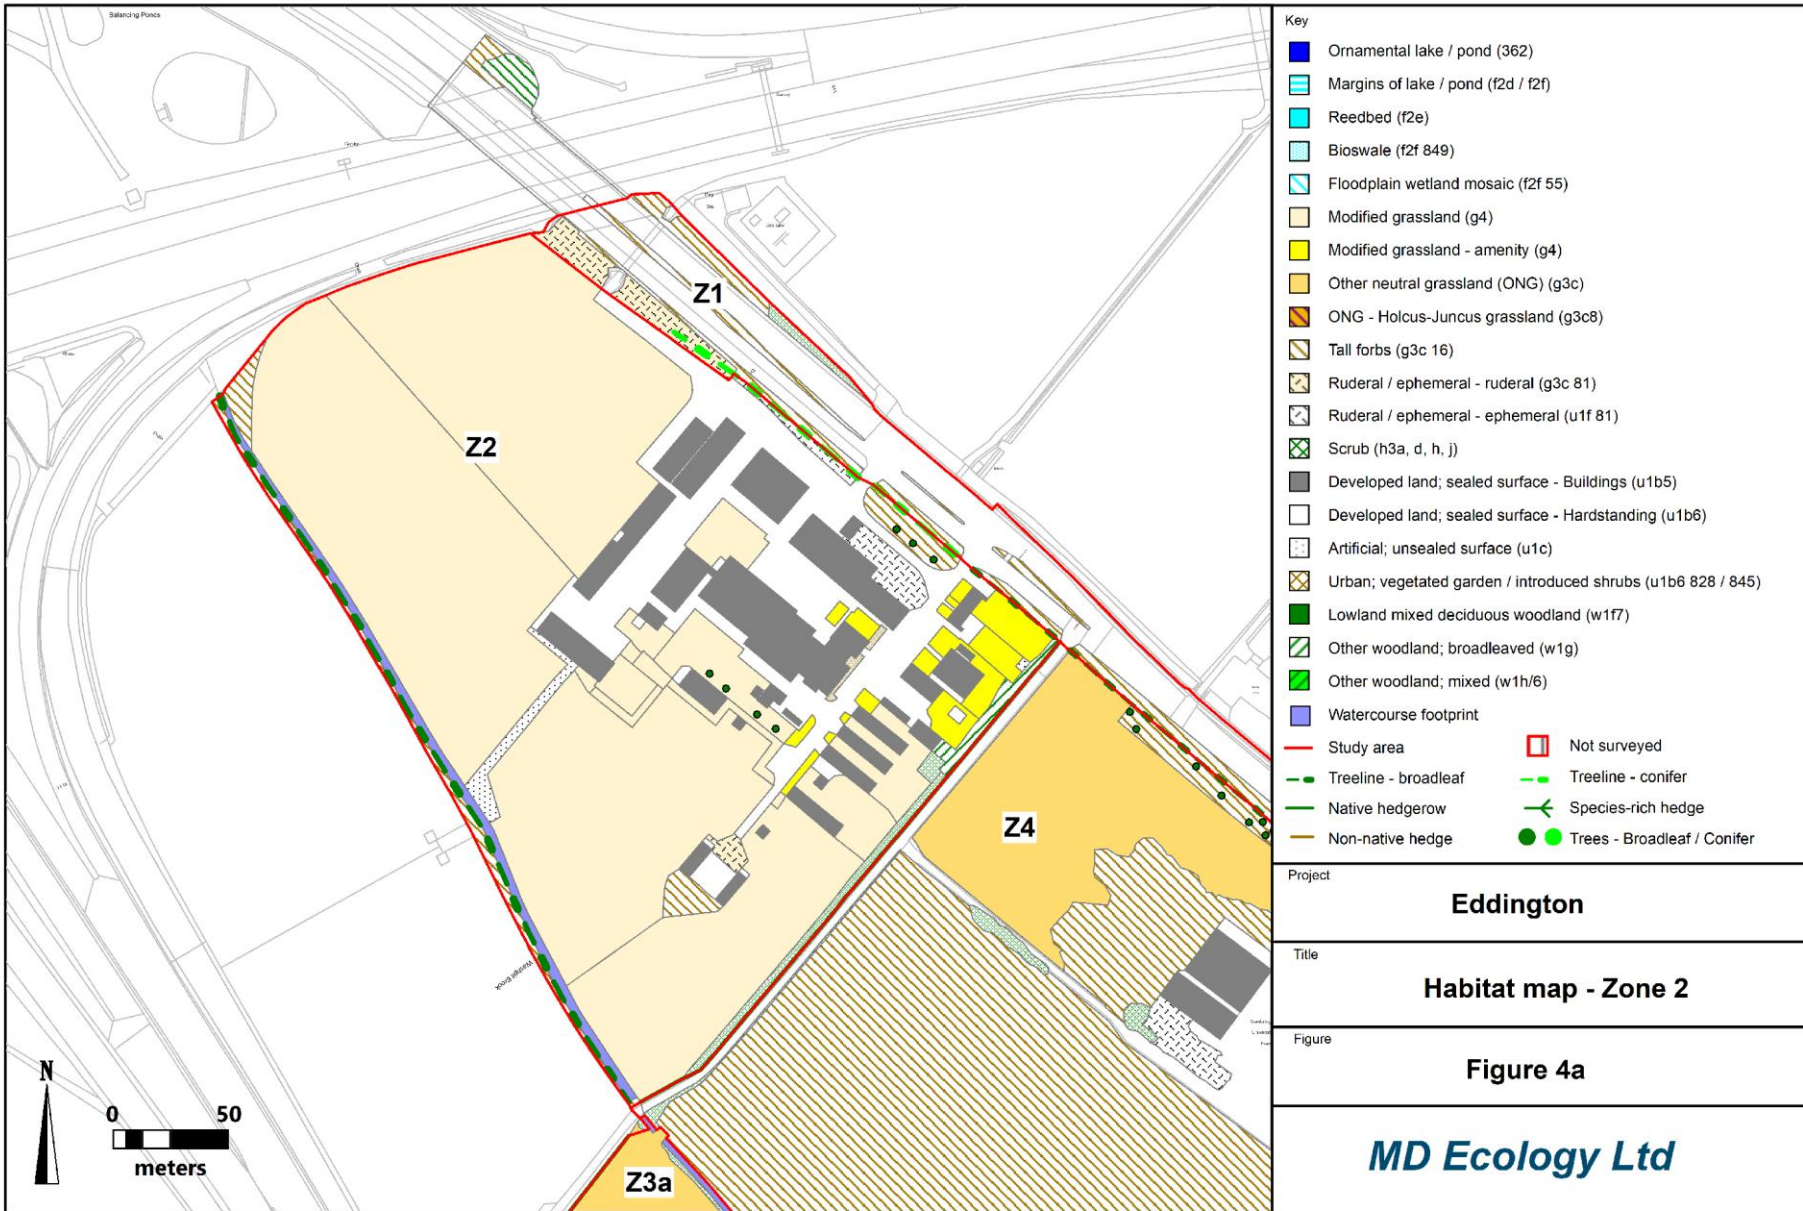 Balancing Ponds
Z1
Z2
Z4
Z3a
N
0 50
meters
Key
Ornamental lake / pond (362)
Margins of lake / pond (f2d / f2f)
Reedbed (f2e)
Bioswale (f2f 849)
Floodplain wetland mosaic (f2f 55)
Modified grassland (g4)
Modified grassland - amenity (g4)
Other neutral grassland (ONG) (g3c)
ONG - Holcus-Juncus grassland (g3c8)
Tall forbs (g3c 16)
Ruderal / ephemeral - ruderal (g3c 81)
Ruderal / ephemeral - ephemeral (u1f 81)
Scrub (h3a, d, h, j)
Developed land; sealed surface - Buildings (u1b5)
Developed land; sealed surface - Hardstanding (u1b6)
Artificial; unsealed surface (u1c)
Urban; vegetated garden / introduced shrubs (u1b6 828 / 845)
Lowland mixed deciduous woodland (w1f7)
Other woodland; broadleaved (w1g)
Other woodland; mixed (w1h/6)
Watercourse footprint
Study area
Not surveyed
Treeline - broadleaf
Treeline - conifer
Native hedgerow
Species-rich hedge
Non-native hedge
Trees - Broadleaf / Conifer
Project
Eddington
Title
Habitat map - Zone 2
Figure
Figure 4a
MD Ecology Ltd